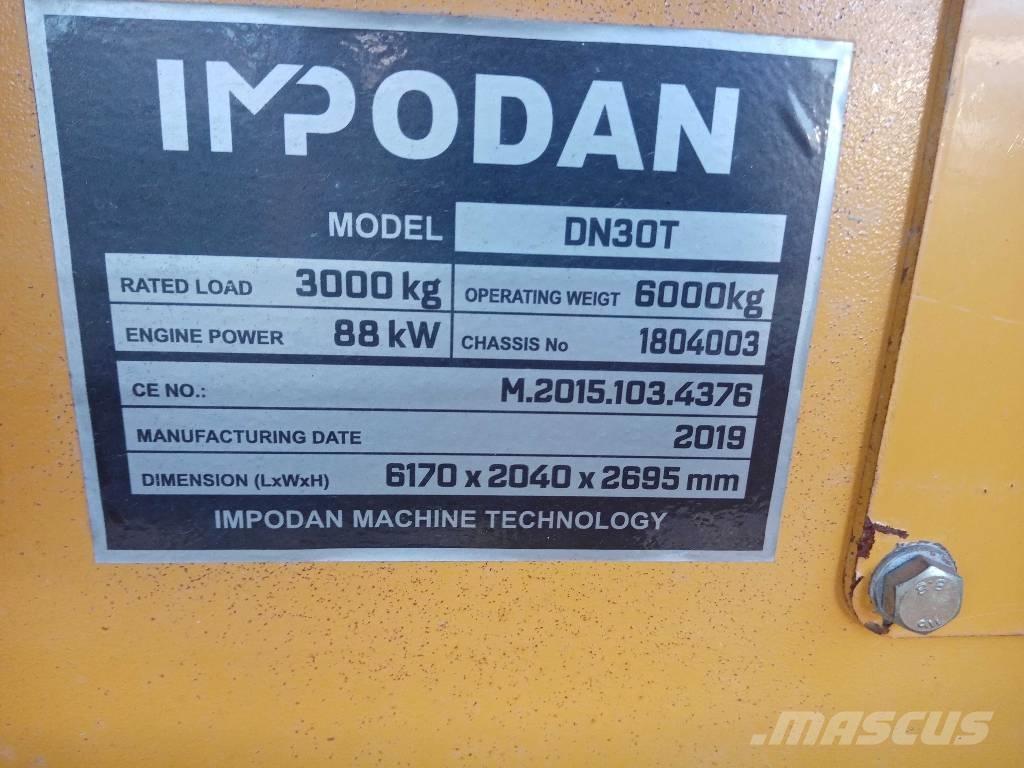 IMPODAN
MODEL DN30T
RATED LOAD 3000 kg OPERATING WEIGT 6000kg
ENGINE POWER 88 kW CHASSIS No 1804003
CE NO.: M.2015.103.4376
MANUFACTURING DATE 2019
DIMENSION (LxWxH) 6170 x 2040 x 2695 mm
IMPODAN MACHINE TECHNOLOGY
8.8
MASCUS